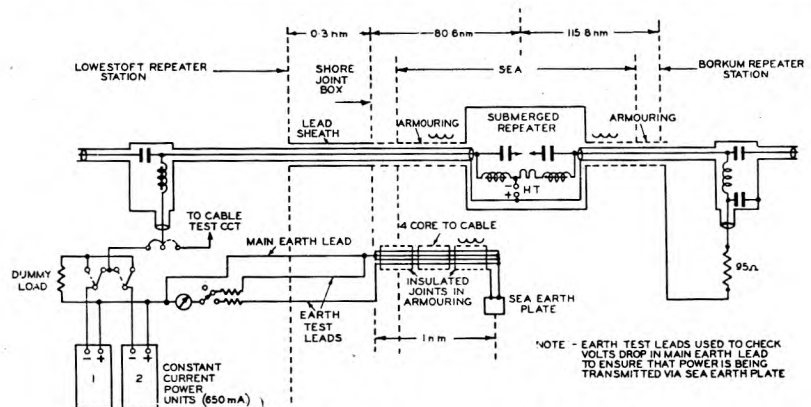 0·3 nm
80.6nm
115.8 nm
LOWESTOFT REPEATER
STATION
SHORE
JOINT
BOX
SEA
BORKUM REPEATER
STATION
LEAD
SHEATH
ARMOURING
SUBMERGED
REPEATER
ARMOURING
- HT
+
TO CABLE
TEST CCT
MAIN EARTH LEAD
4 CORE TO CABLE
DUMMY
LOAD
INSULATED
JOINTS IN
ARMOURING
SEA EARTH
PLATE
95Ω
EARTH
TEST
LEADS
1 nm
- +
- +
1
2
CONSTANT
CURRENT
POWER
UNITS (650 mA)
NOTE - EARTH TEST LEADS USED TO CHECK
VOLTS DROP IN MAIN EARTH LEAD
TO ENSURE THAT POWER IS BEING
TRANSMITTED VIA SEA EARTH PLATE